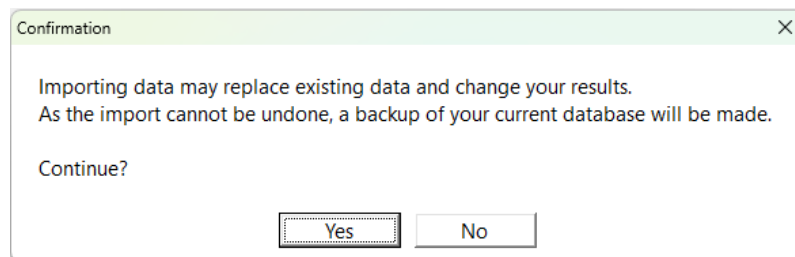 Confirmation
Importing data may replace existing data and change your results.
As the import cannot be undone, a backup of your current database will be made.
Continue?
Yes No